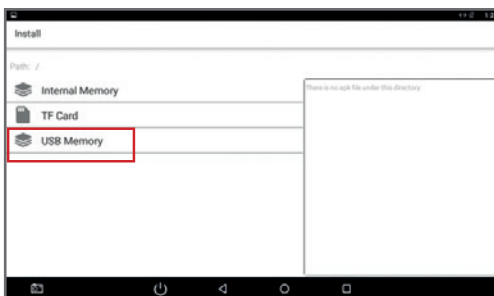 Install
Path: /
Internal Memory
There is no apk file under this directory
TF Card
USB Memory